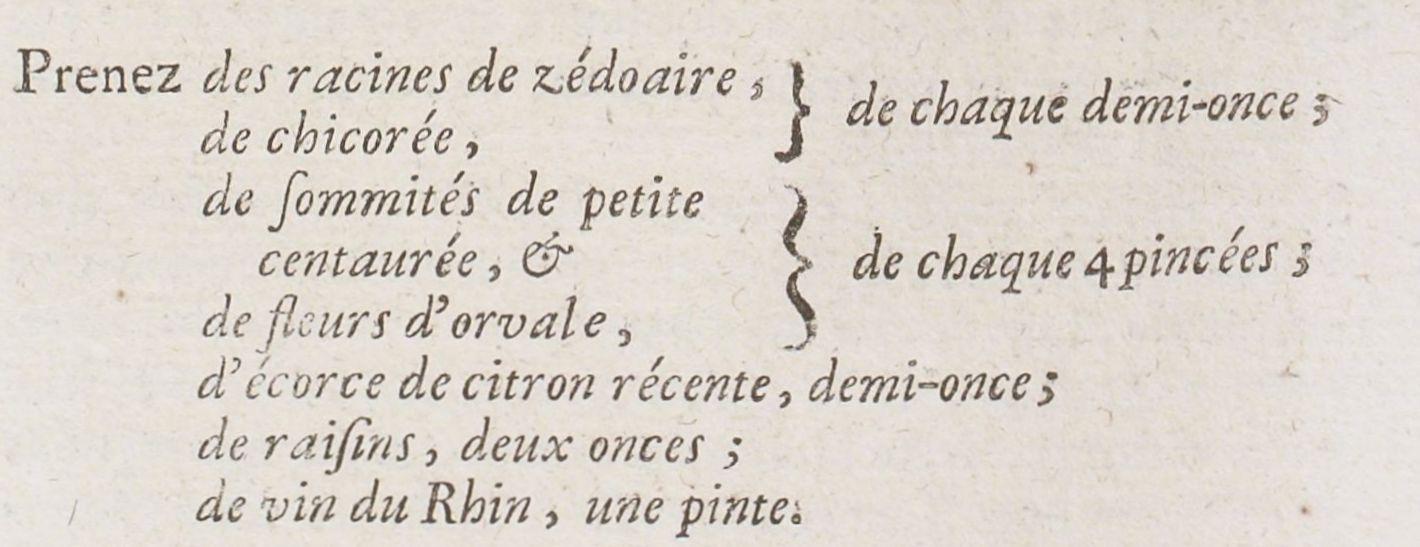 Prenez des racines de zédoaire, } de chaque demi-once ;
de chicorée,
de ſommités de petite
centaurée, & } de chaque 4 pincées ;
de fleurs d'orvale,
d'écorce de citron récente, demi-once ;
de raiſins, deux onces ;
de vin du Rhin, une pinte.